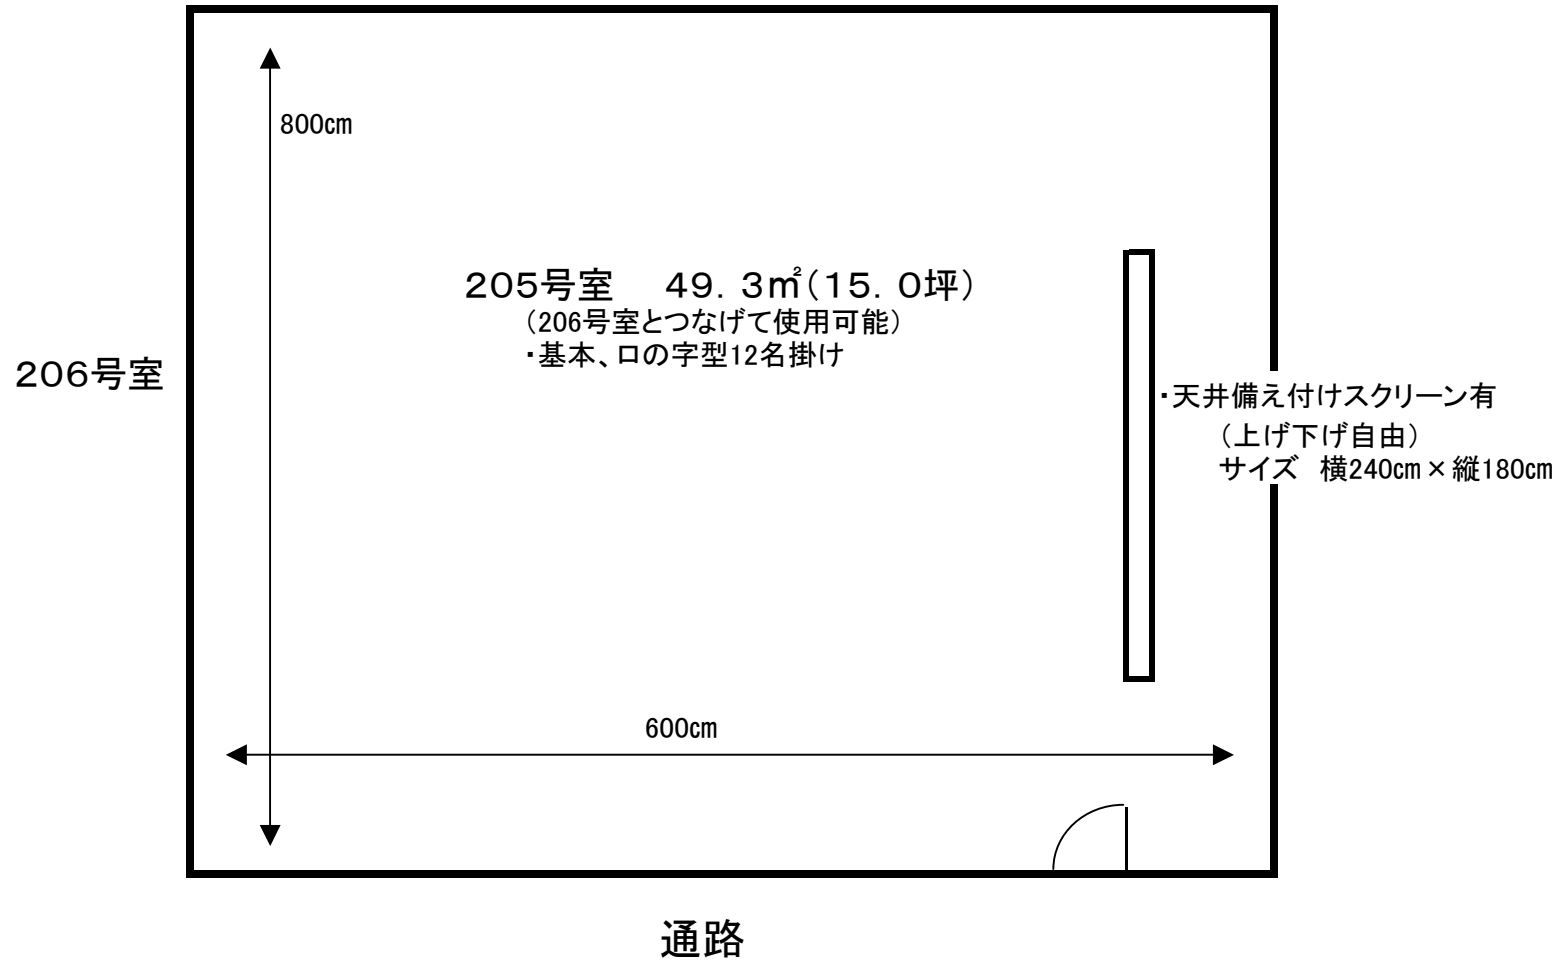 800㎝
205号室　49．3㎡（15．0坪）
（206号室とつなげて使用可能）
・基本、ロの字型12名掛け
206号室
・天井備え付けスクリーン有
（上げ下げ自由）
サイズ　横240㎝×縦180㎝
600㎝
通路